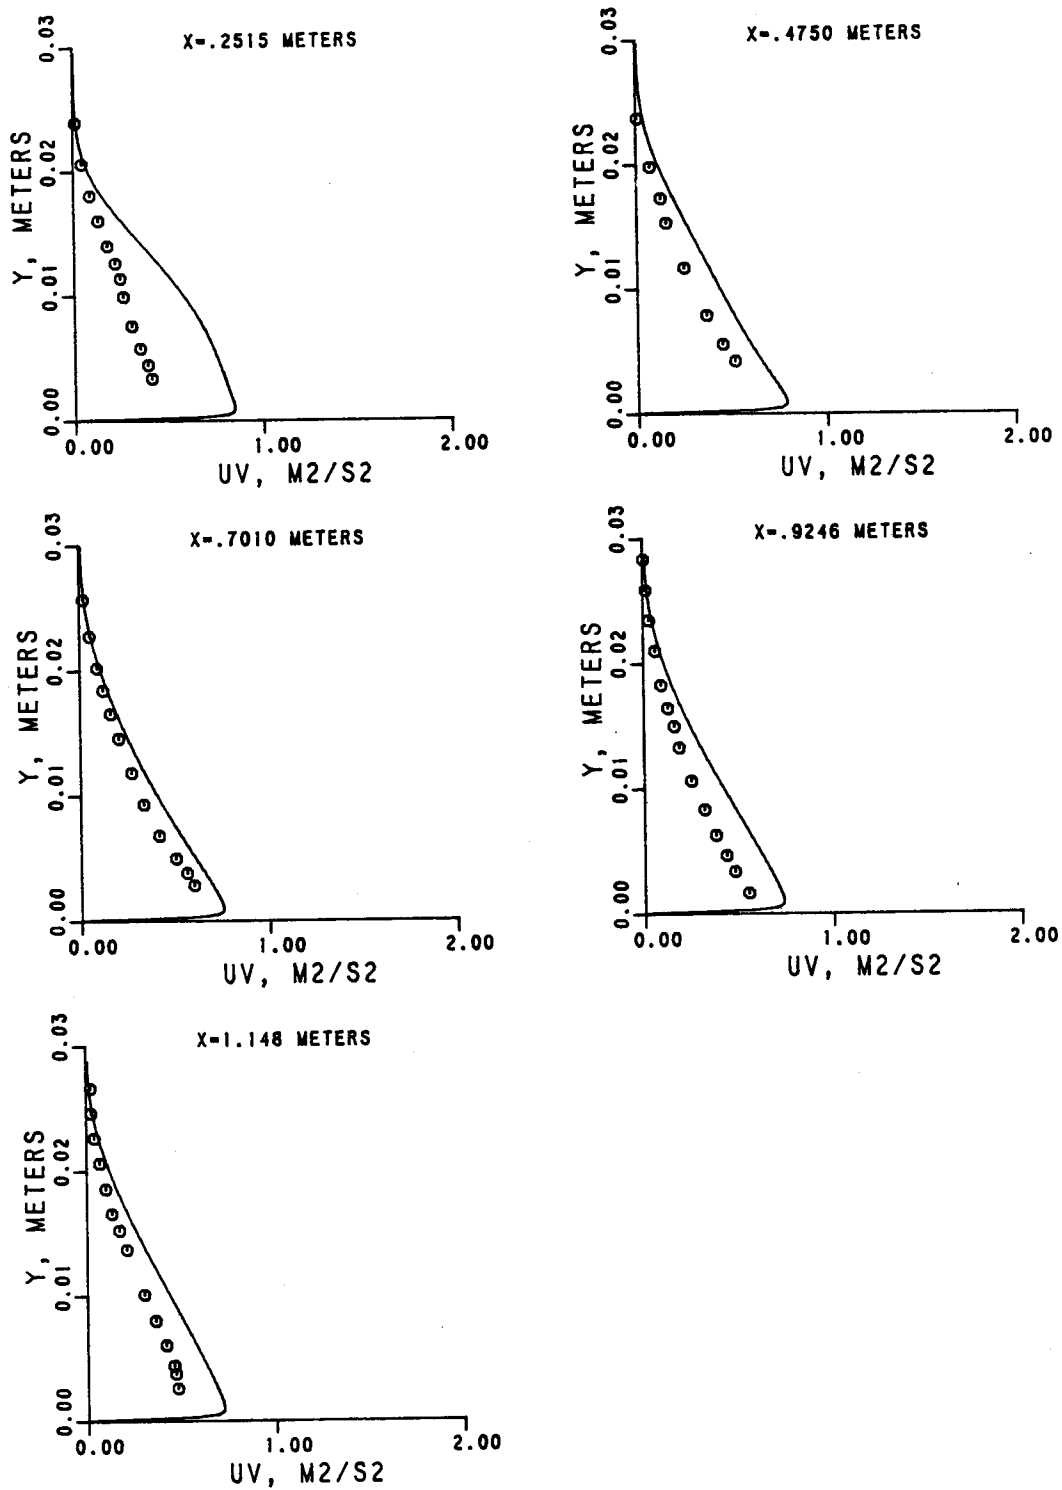 X=.2515 METERS
0.03
0.02
0.01
0.00
Y, METERS
0.00 1.00 2.00
UV, M2/S2
X=.4750 METERS
0.03
0.02
0.01
0.00
Y, METERS
0.00 1.00 2.00
UV, M2/S2
X=.7010 METERS
0.03
0.02
0.01
0.00
Y, METERS
0.00 1.00 2.00
UV, M2/S2
X=.9246 METERS
0.03
0.02
0.01
0.00
Y, METERS
0.00 1.00 2.00
UV, M2/S2
X=1.148 METERS
0.03
0.02
0.01
0.00
Y, METERS
0.00 1.00 2.00
UV, M2/S2